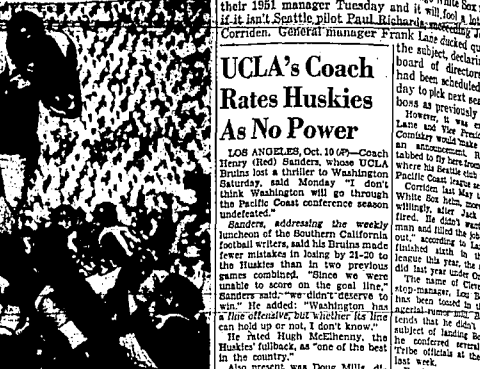 their 1951 manager Tuesday and it will fool a lot
if it isn't Seattle pilot Paul Richards, succeeding
Corriden. General manager Frank Lane ducked
UCLA's Coach
Rates Huskies
As No Power
LOS ANGELES, Oct. 10 (AP)—Coach
Henry (Red) Sanders, whose UCLA
Bruins lost a thriller to Washington
Saturday, said Monday "I don't
think Washington will go through
the Pacific Coast conference season
undefeated."
Sanders, addressing the weekly
luncheon of the Southern California
football writers, said his Bruins made
fewer mistakes in losing by 21-20 to
the Huskies than in two previous
games combined. "Since we were
unable to score on the goal line,"
Sanders said, "we didn't deserve to
win." He added: "Washington has
a fine offensive, but whether its line
can hold up or not, I don't know."
He rated Hugh McElhenny, the
Huskies' fullback, as "one of the best
in the country."
Also present was Doug Mills,
the subject, declaring
board of directors
had been scheduled
day to pick next
boss as previously
However, it was
Lane and Vice
Comiskey would make
an announcement.
tabbed to fly here from
where his Seattle club
Pacific Coast league
Corriden last May
White Sox helm,
willingly, after Jack
fired. He didn't want
man and filled the job
out," according to
finished sixth in the
league this year, the
did last year under
The name of
stop-manager, Lou
has been tossed in
agerial rumor mill,
tends that he didn't
subject of landing
he conferred several
Tribe officials at the
last week.